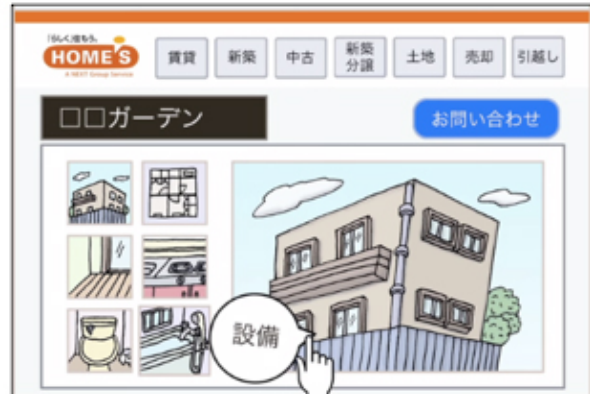 「らしく」住もう。
HOME'S
A NEXT Group Service
賃貸
新築
中古
新築
分譲
土地
売却
引越し
□□ガーデン
お問い合わせ
設備